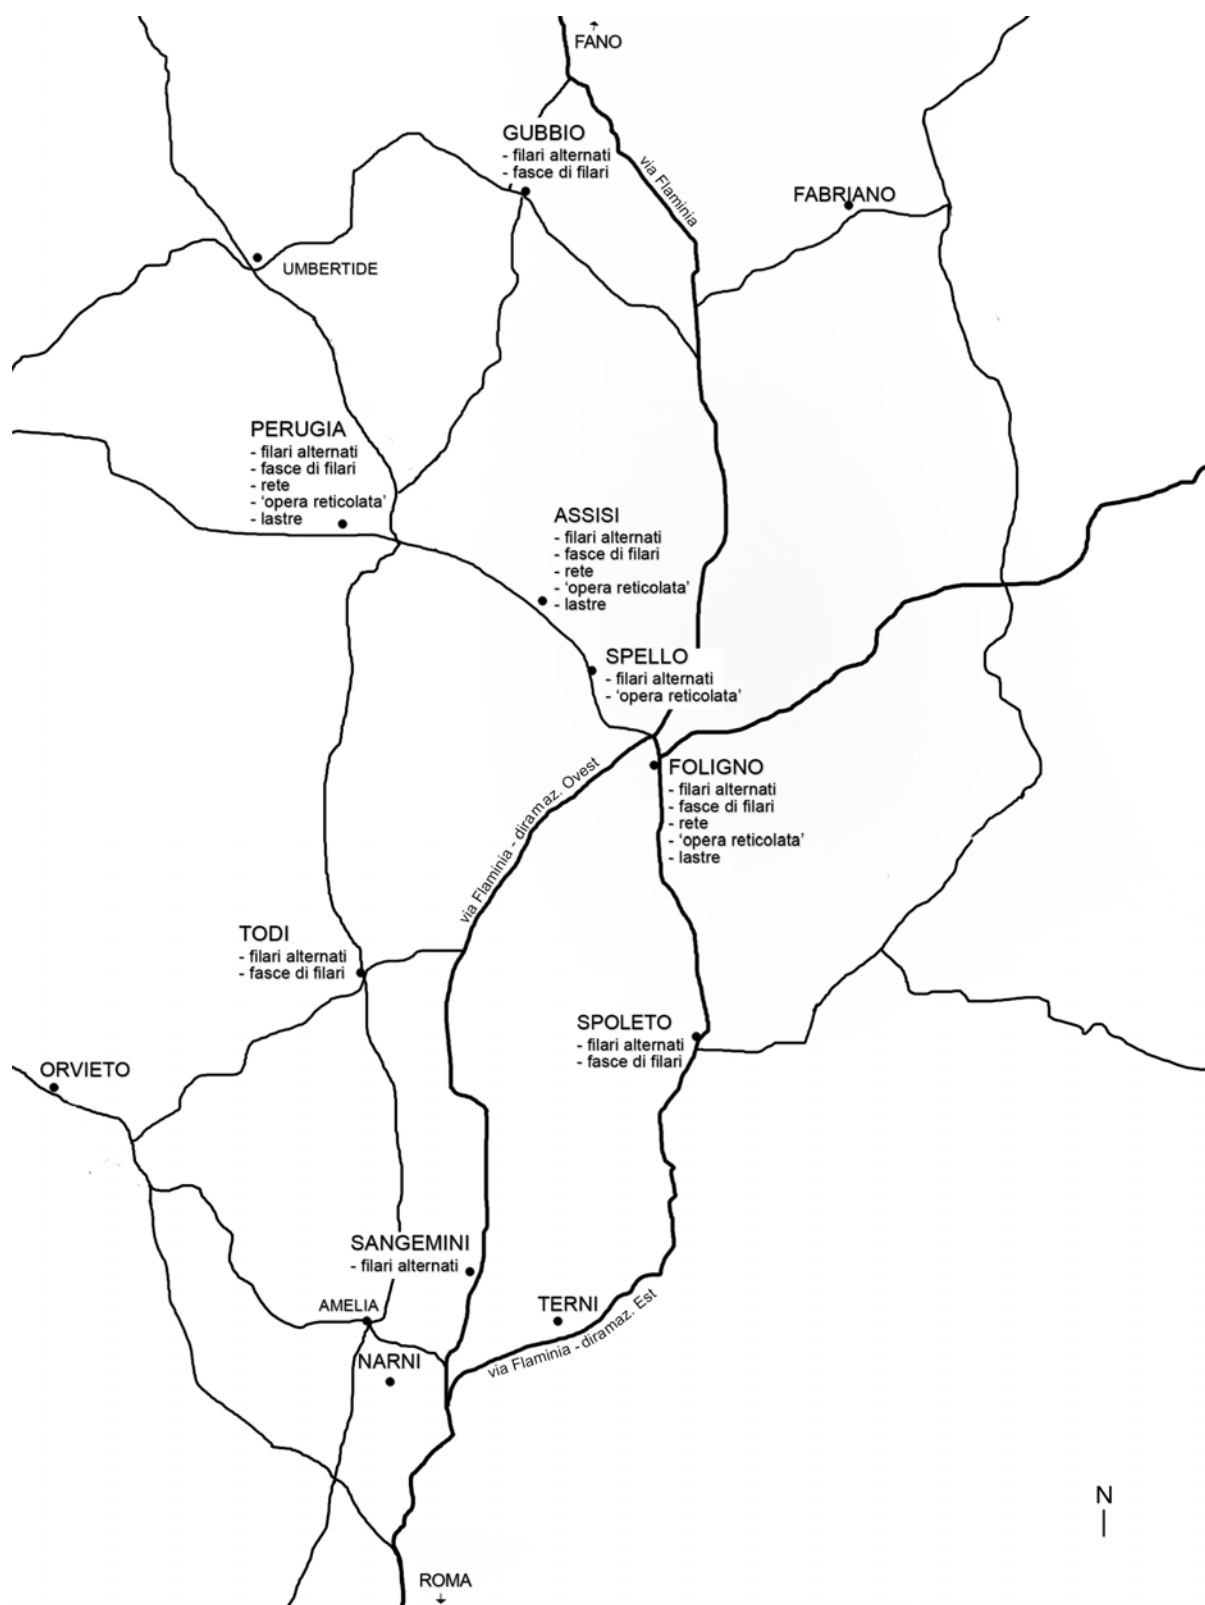 FANO
GUBBIO
- filari alternati
- fasce di filari
via Flaminia
FABRIANO
UMBERTIDE
PERUGIA
- filari alternati
- fasce di filari
- rete
- ‘opera reticolata’
- lastre
ASSISI
- filari alternati
- fasce di filari
- rete
- ‘opera reticolata’
- lastre
SPELLO
- filari alternati
- ‘opera reticolata’
via Flaminia - diramaz. Ovest
FOLIGNO
- filari alternati
- fasce di filari
- rete
- ‘opera reticolata’
- lastre
TODI
- filari alternati
- fasce di filari
SPOLETO
- filari alternati
- fasce di filari
ORVIETO
SANGEMINI
- filari alternati
AMELIA
TERNI
via Flaminia - diramaz. Est
NARNI
N
ROMA